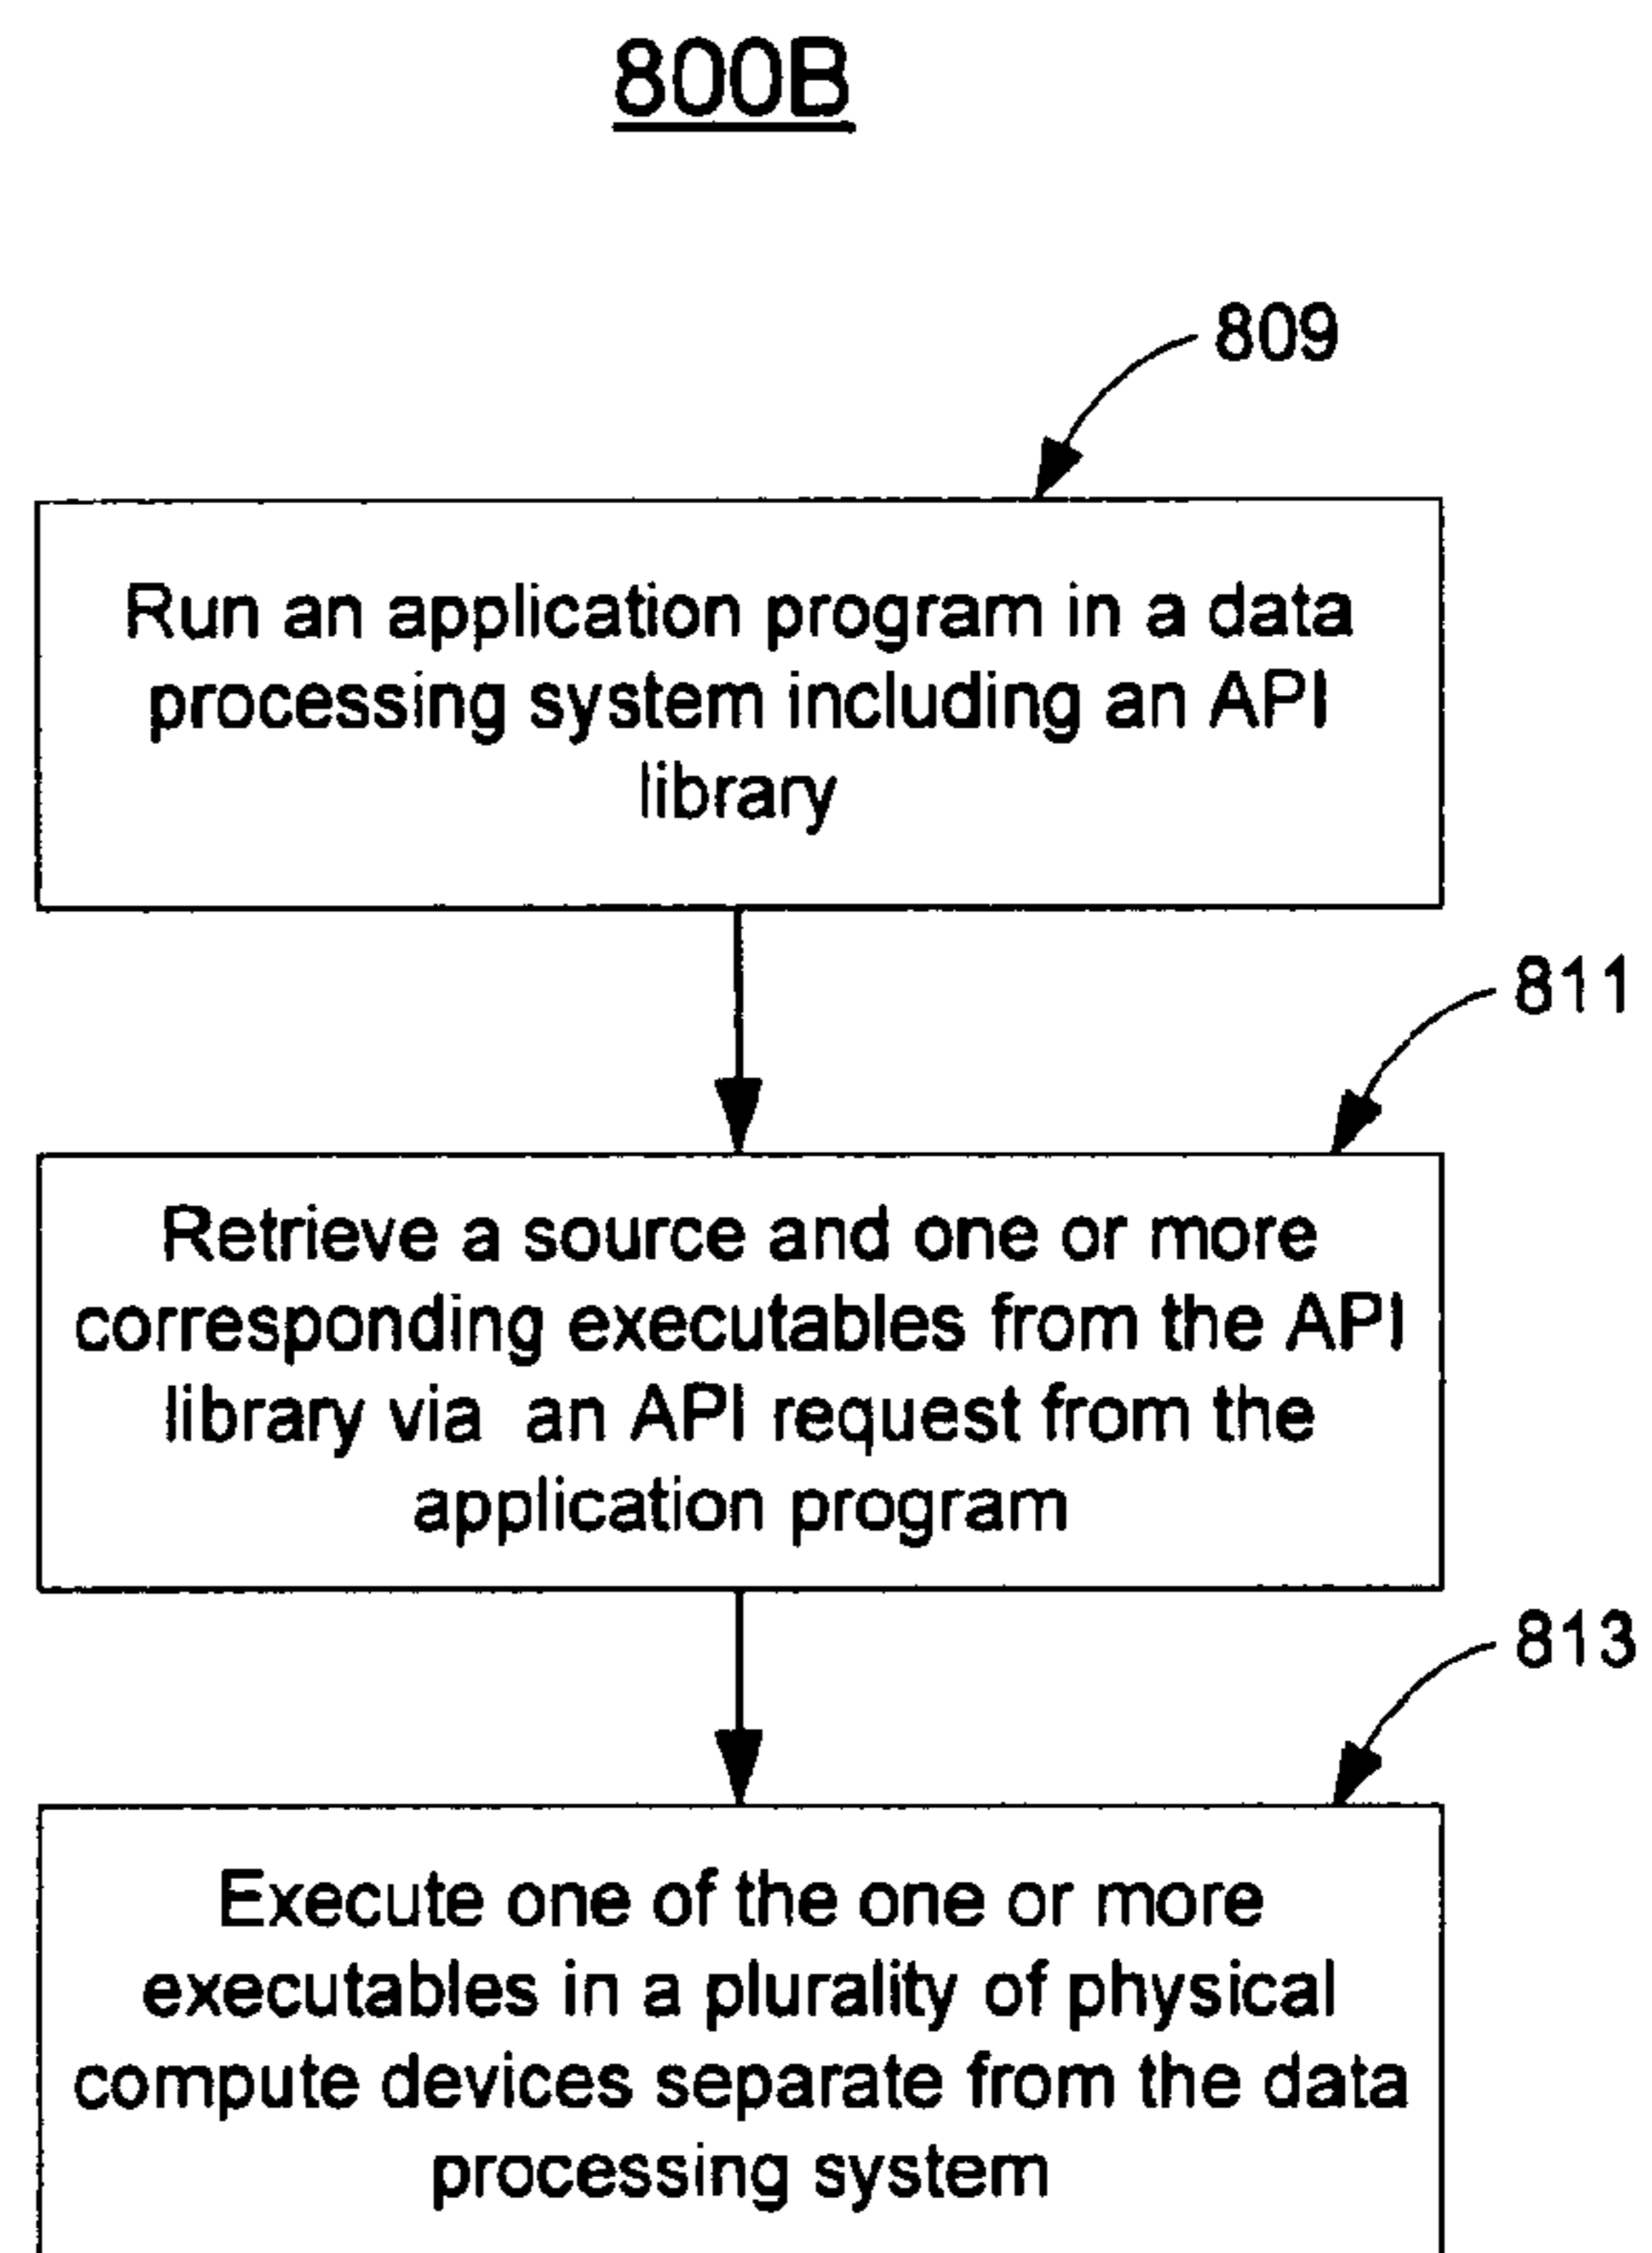 800B
809
Run an application program in a data
processing system including an API
library
811
Retrieve a source and one or more
corresponding executables from the API
library via  an API request from the
application program
813
Execute one of the one or more
executables in a plurality of physical
compute devices separate from the data
processing system